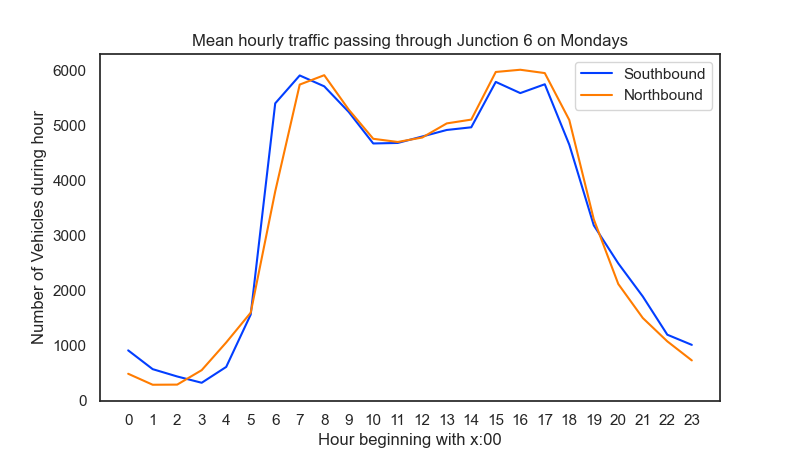 Mean hourly traffic passing through Junction 6 on Mondays
Southbound
Northbound
Number of Vehicles during hour
6000
5000
4000
3000
2000
1000
0
0 1 2 3 4 5 6 7 8 9 10 11 12 13 14 15 16 17 18 19 20 21 22 23
Hour beginning with x:00